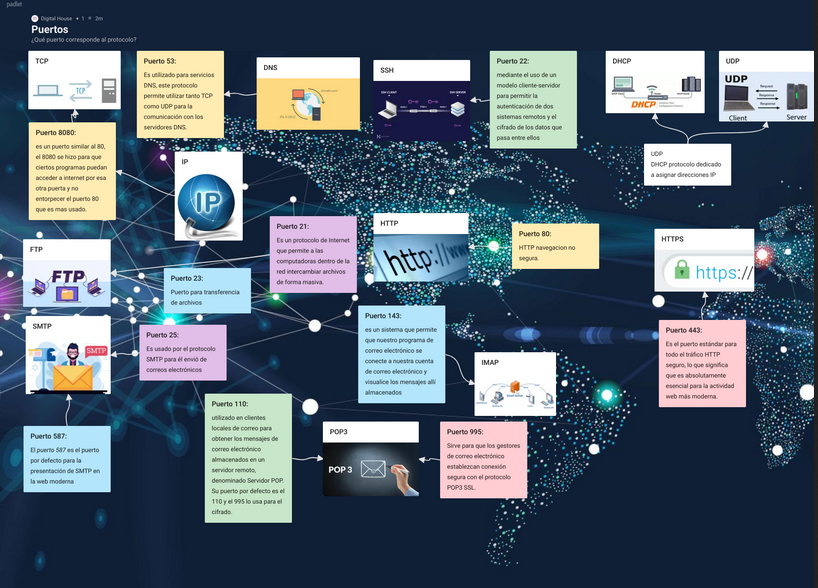 padlet
Digital House • 1 2m
Puertos
¿Qué puerto corresponde al protocolo?
TCP
TCP
Puerto 53:
Es utilizado para servicios
DNS, este protocolo
permite utilizar tanto TCP
como UDP para la
comunicación con los
servidores DNS.
DNS
SSH
SSH CLIENT
SSH SERVER
Puerto 22:
mediante el uso de un
modelo cliente-servidor
para permitir la
autenticación de dos
sistemas remotos y el
cifrado de los datos que
pasa entre ellos
DHCP
DHCP
UDP
UDP
Request
Response
Response
Response
Client
Server
Puerto 8080:
es un puerto similar al 80,
el 8080 se hizo para que
ciertos programas puedan
acceder a internet por esa
otra puerta y no
entorpecer el puerto 80
que es mas usado.
IP
IP
UDP
DHCP protocolo dedicado
a asignar direcciones IP
Puerto 21:
Es un protocolo de Internet
que permite a las
computadoras dentro de la
red intercambiar archivos
de forma masiva.
HTTP
http://www
Puerto 80:
HTTP navegacion no
segura.
HTTPS
https://
FTP
FTP
Puerto 23:
Puerto para transferencia
de archivos
SMTP
SMTP
Puerto 25:
Es usado por el protocolo
SMTP para él envió de
correos electrónicos
Puerto 143:
es un sistema que permite
que nuestro programa de
correo electrónico se
conecte a nuestra cuenta
de correo electrónico y
visualice los mensajes allí
almacenados
IMAP
Puerto 443:
Es el puerto estándar para
todo el tráfico HTTP
seguro, lo que significa
que es absolutamente
esencial para la actividad
web más moderna.
Puerto 587:
El puerto 587 es el puerto
por defecto para la
presentación de SMTP en
la web moderna
Puerto 110:
utilizado en clientes
locales de correo para
obtener los mensajes de
correo electrónico
almacenados en un
servidor remoto,
denominado Servidor POP.
Su puerto por defecto es el
110 y el 995 lo usa para el
cifrado.
POP3
POP 3
Puerto 995:
Sirve para que los gestores
de correo electrónico
establezcan conexión
segura con el protocolo
POP3 SSL.